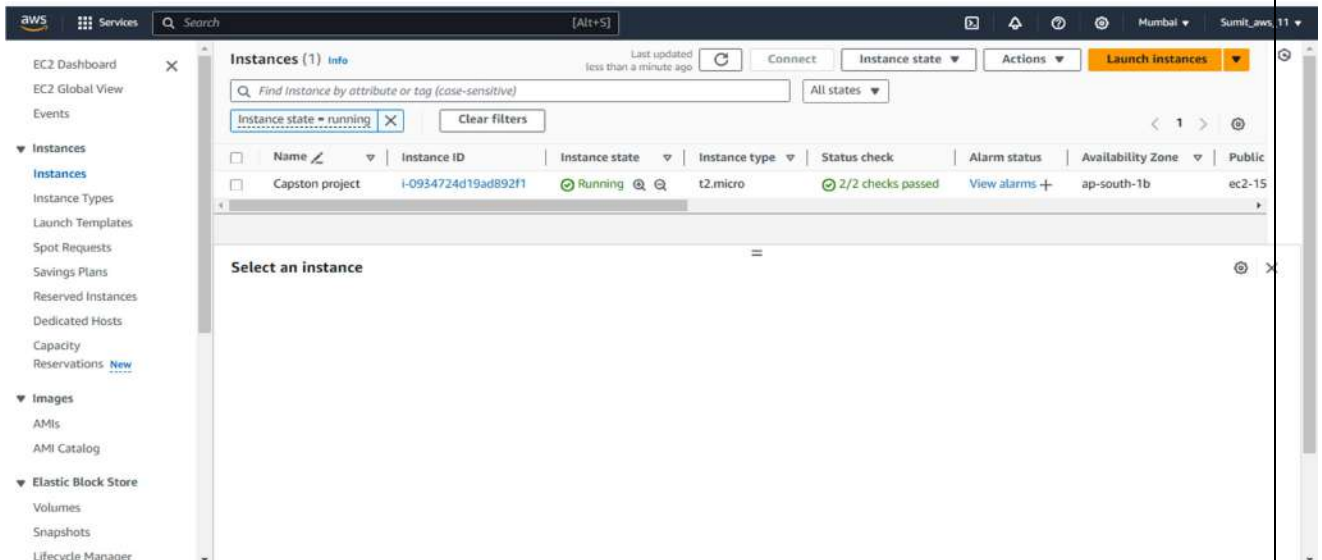 aws Services Search [Alt+S] Mumbai Sumit_aws_11
EC2 Dashboard
EC2 Global View
Events
Instances
Instances
Instance Types
Launch Templates
Spot Requests
Savings Plans
Reserved Instances
Dedicated Hosts
Capacity
Reservations New
Images
AMIs
AMI Catalog
Elastic Block Store
Volumes
Snapshots
Lifecycle Manager
Instances (1) Info
Last updated
less than a minute ago
Connect Instance state Actions Launch instances
Find Instance by attribute or tag (case-sensitive) All states
Instance state = running Clear filters 1
Name Instance ID Instance state Instance type Status check Alarm status Availability Zone Public
Capston project i-0934724d19ad892f1 Running t2.micro 2/2 checks passed View alarms + ap-south-1b ec2-15
Select an instance